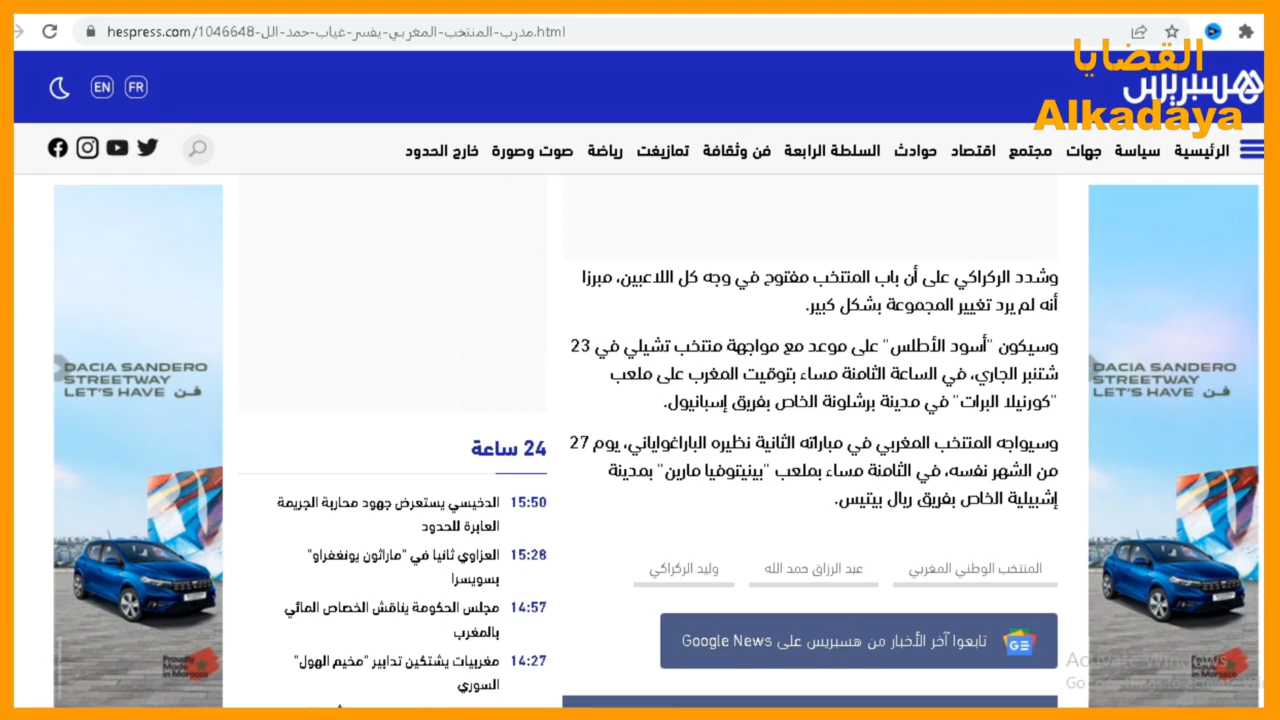 hespress.com/1046648-مدرب-المنتخب-المغربي-يفسر-غياب-حمد-الل.html
القضايا
Alkadaya
هسبريس
EN
FR
الرئيسية
سياسة
جهات
مجتمع
اقتصاد
حوادث
السلطة الرابعة
فن وثقافة
تمازيغت
رياضة
صوت وصورة
خارج الحدود
وشدد الركراكي على أن باب المنتخب مفتوح في وجه كل اللاعبين، مبرزا
أنه لم يرد تغيير المجموعة بشكل كبير.
وسيكون "أسود الأطلس" على موعد مع مواجهة منتخب تشيلي في 23
شتنبر الجاري، في الساعة الثامنة مساء بتوقيت المغرب على ملعب
"كورنيلا البرات" في مدينة برشلونة الخاص بفريق إسبانيول.
وسيواجه المنتخب المغربي في مباراته الثانية نظيره الباراغواياني، يوم 27
من الشهر نفسه، في الثامنة مساء بملعب "بينيتوفيا مارين" بمدينة
إشبيلية الخاص بفريق ريال بيتيس.
المنتخب الوطني المغربي
عبد الرزاق حمد الله
وليد الركراكي
تابعوا آخر الأخبار من هسبريس على Google News
24 ساعة
15:50 الدخيسي يستعرض جهود محاربة الجريمة
العابرة للحدود
15:28 العزاوي ثانيا في "ماراثون يونغفراو"
بسويسرا
14:57 مجلس الحكومة يناقش الخصاص المائي
بالمغرب
14:27 مغربيات يشتكين تدابير "مخيم الهول"
السوري
DACIA SANDERO
STREETWAY
LET'S HAVE فن
Proudly
Made
in Morocco
DACIA SANDERO
STREETWAY
LET'S HAVE فن
Activate Windows